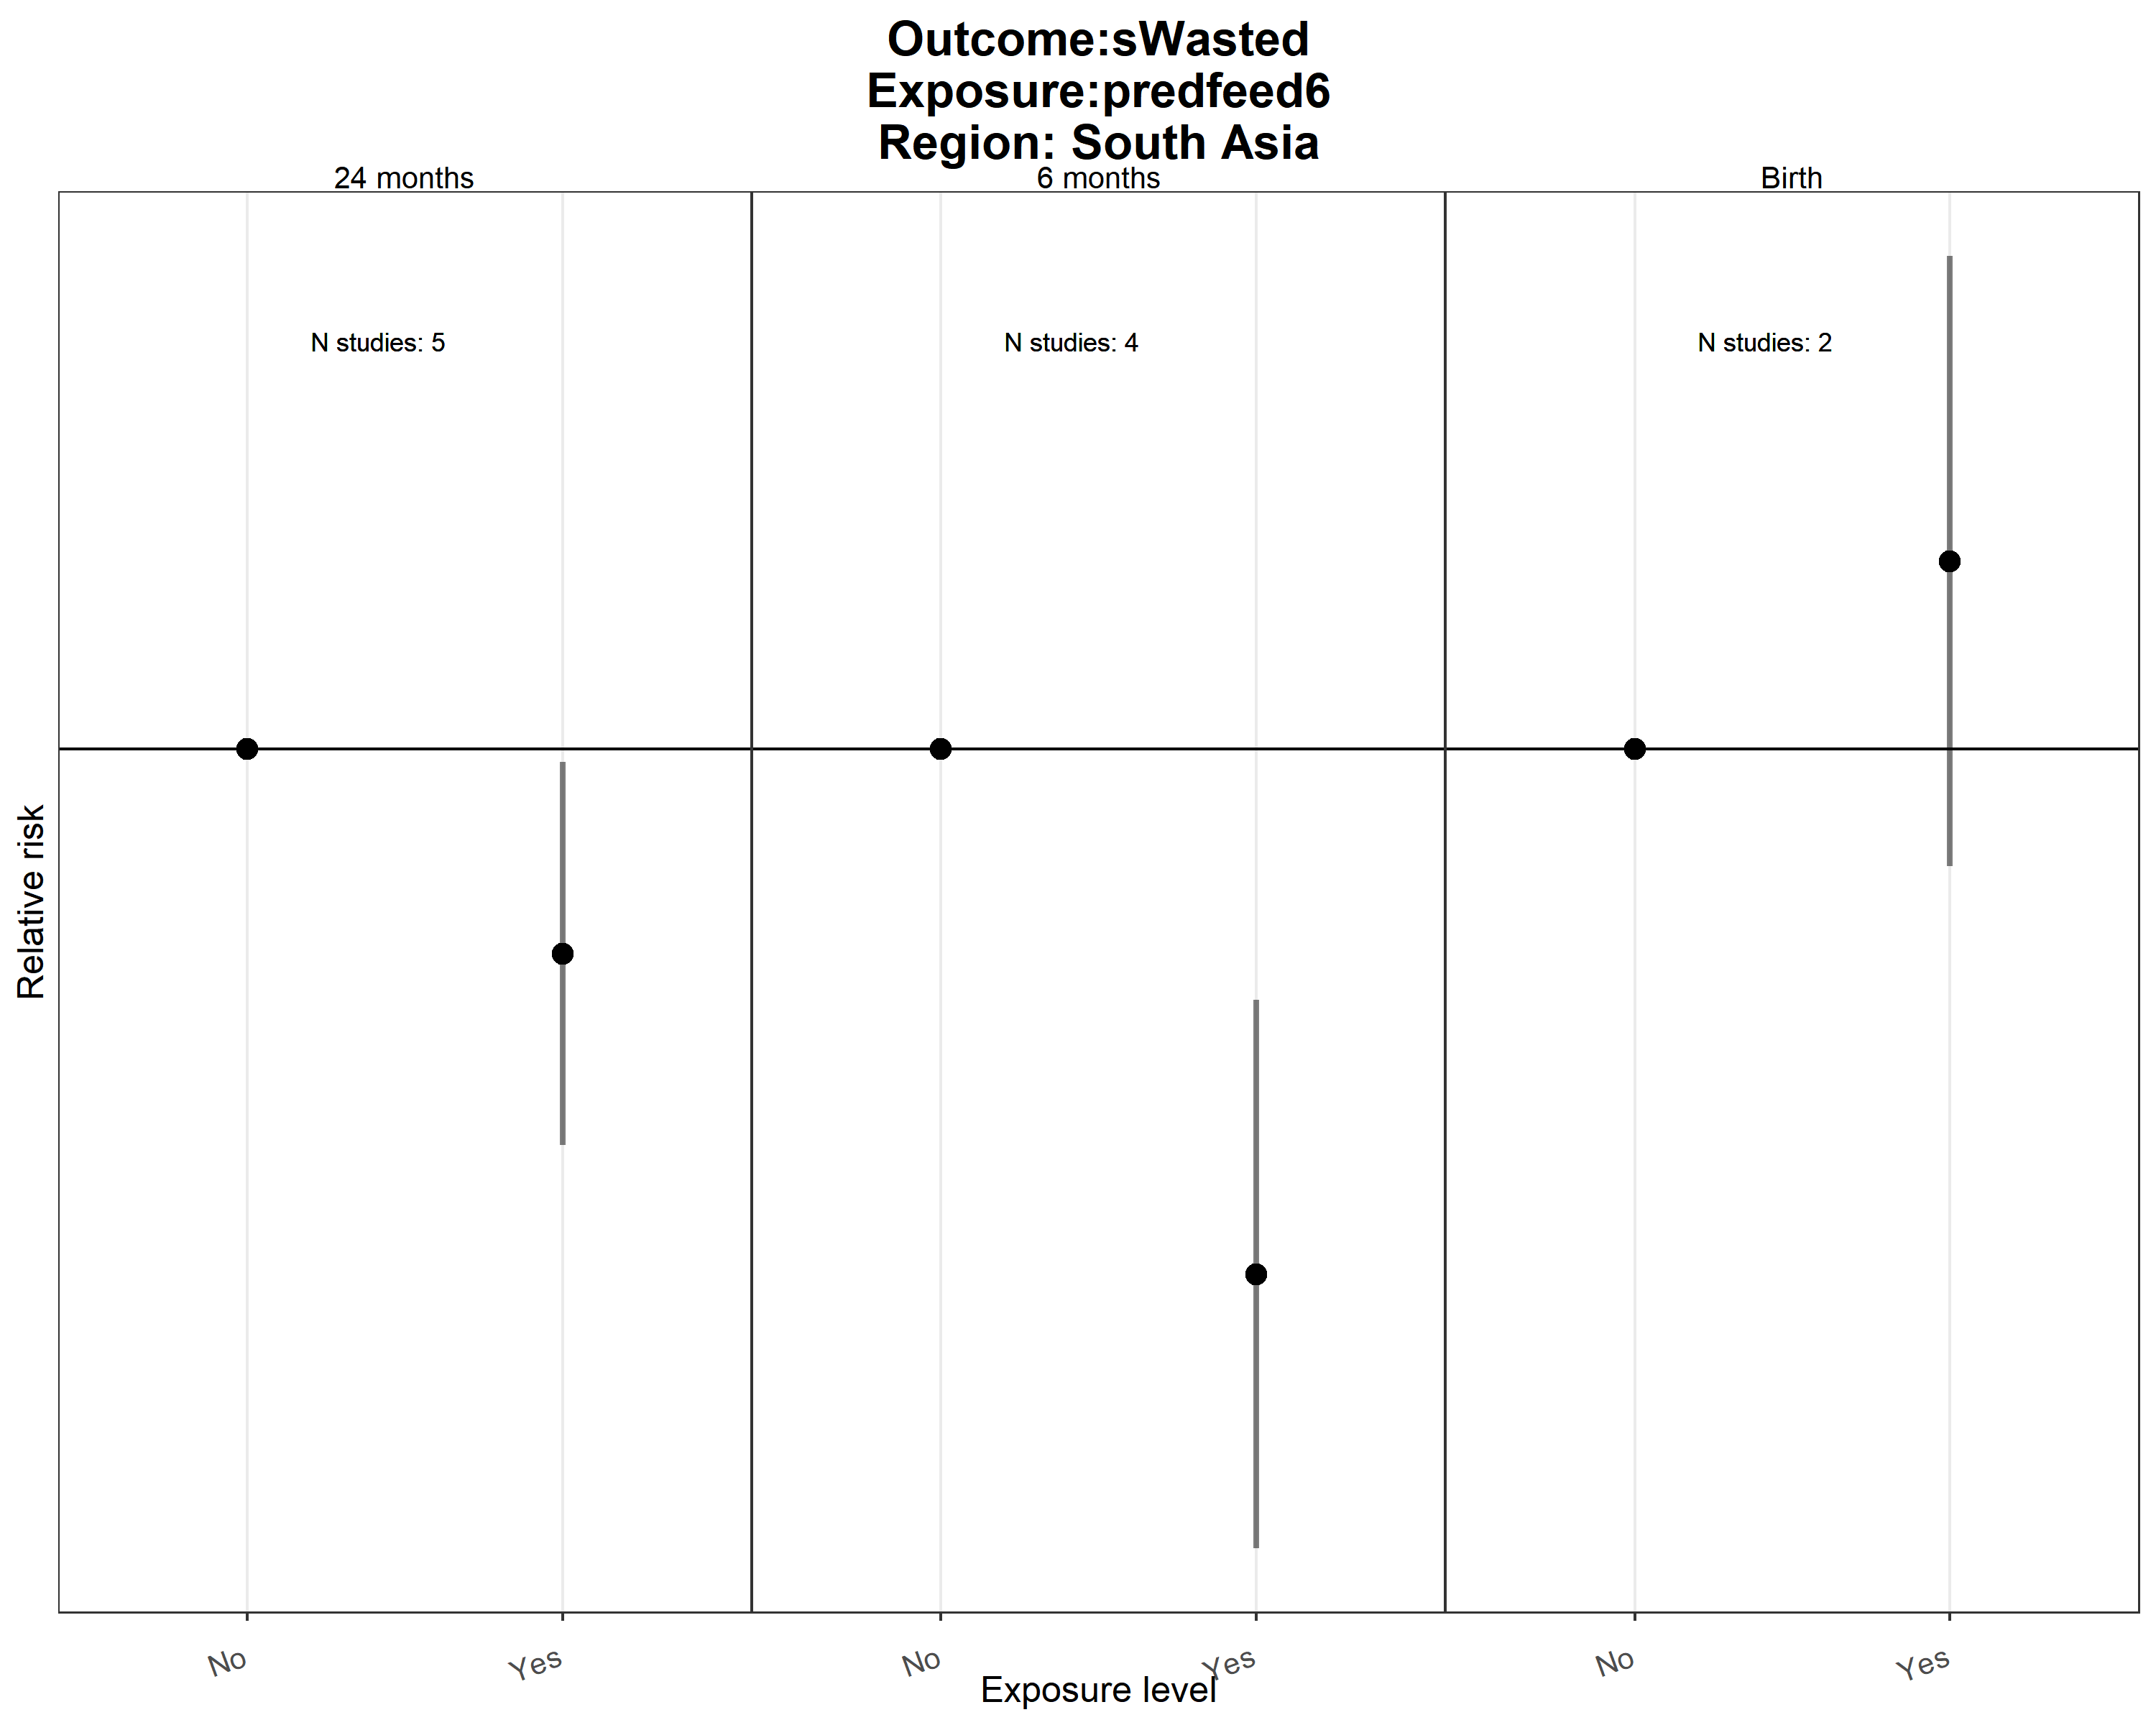 Outcome:sWasted
Exposure:predfeed6
Region: South Asia
24 months
6 months
Birth
N studies: 5
N studies: 4
N studies: 2
Relative risk
No
Yes
No
Yes
No
Yes
Exposure level